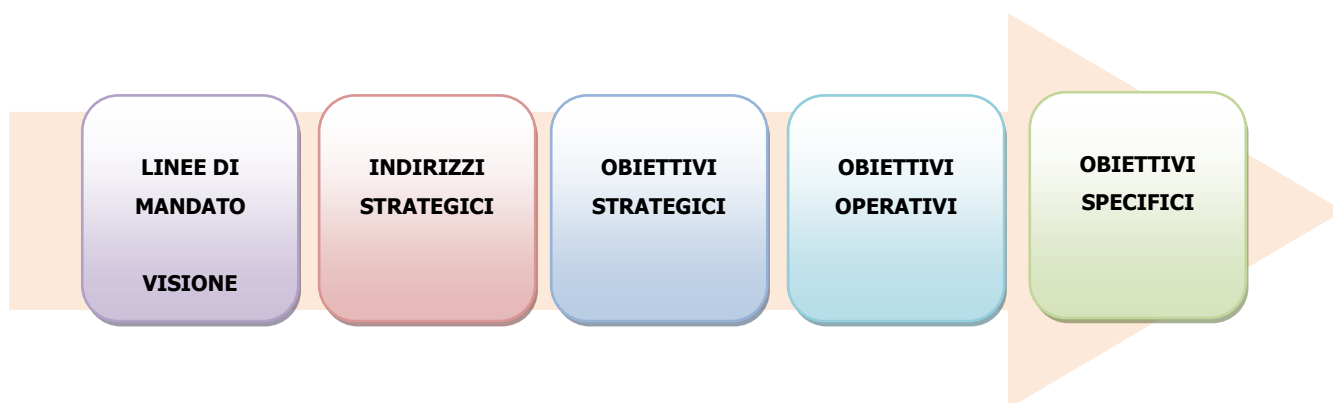 LINEE DI
MANDATO
VISIONE
INDIRIZZI
STRATEGICI
OBIETTIVI
STRATEGICI
OBIETTIVI
OPERATIVI
OBIETTIVI
SPECIFICI